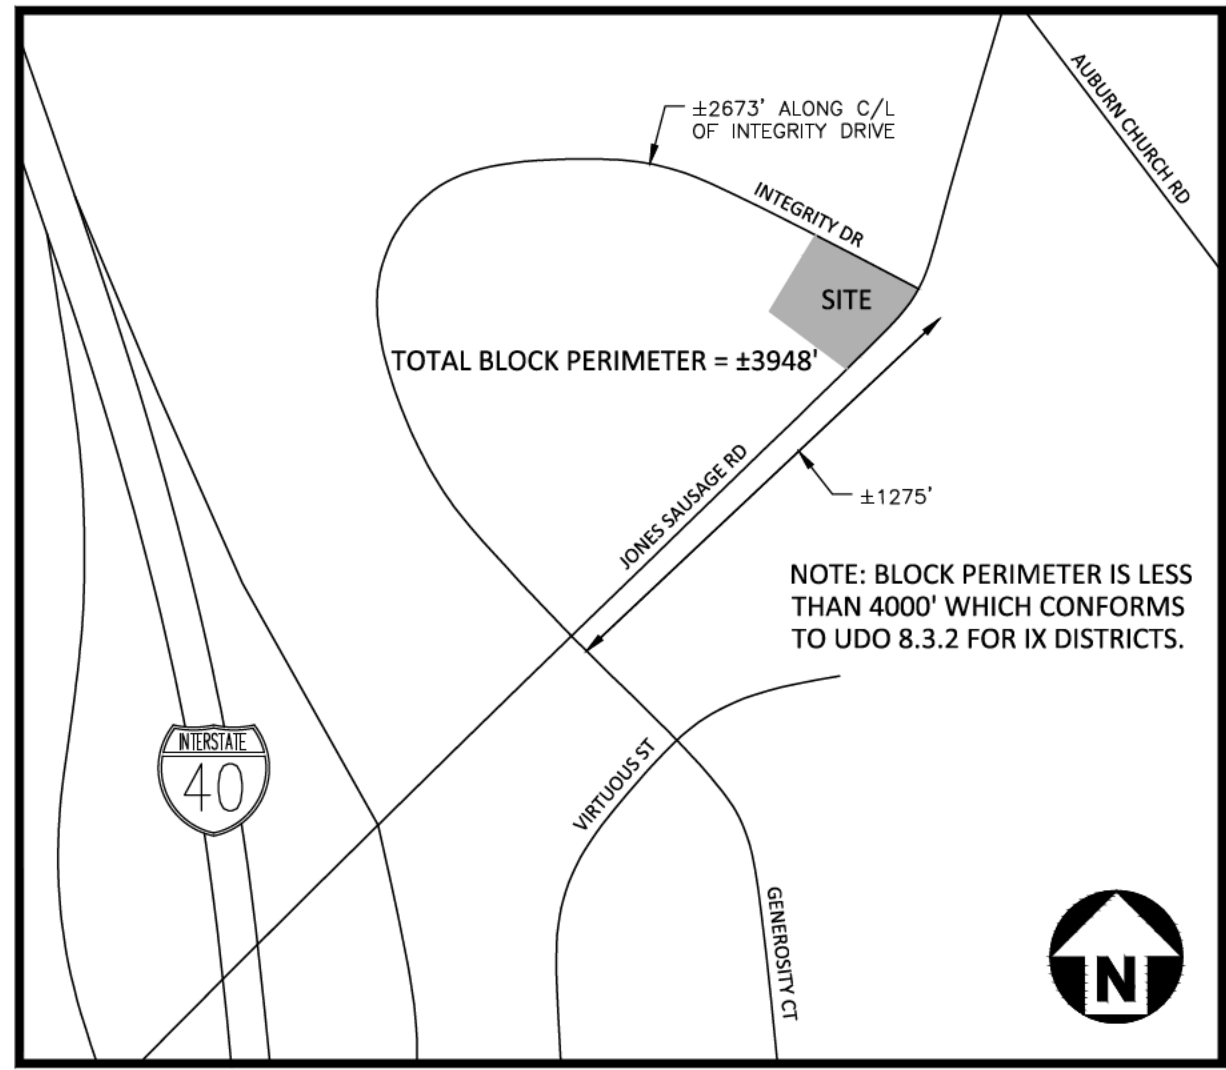 AUBURN CHURCH RD
±2673' ALONG C/L
OF INTEGRITY DRIVE
INTEGRITY DR
SITE
TOTAL BLOCK PERIMETER = ±3948'
JONES SAUSAGE RD
±1275'
NOTE: BLOCK PERIMETER IS LESS
THAN 4000' WHICH CONFORMS
TO UDO 8.3.2 FOR IX DISTRICTS.
INTERSTATE
40
VIRTUOUS ST
GENEROSITY CT
N